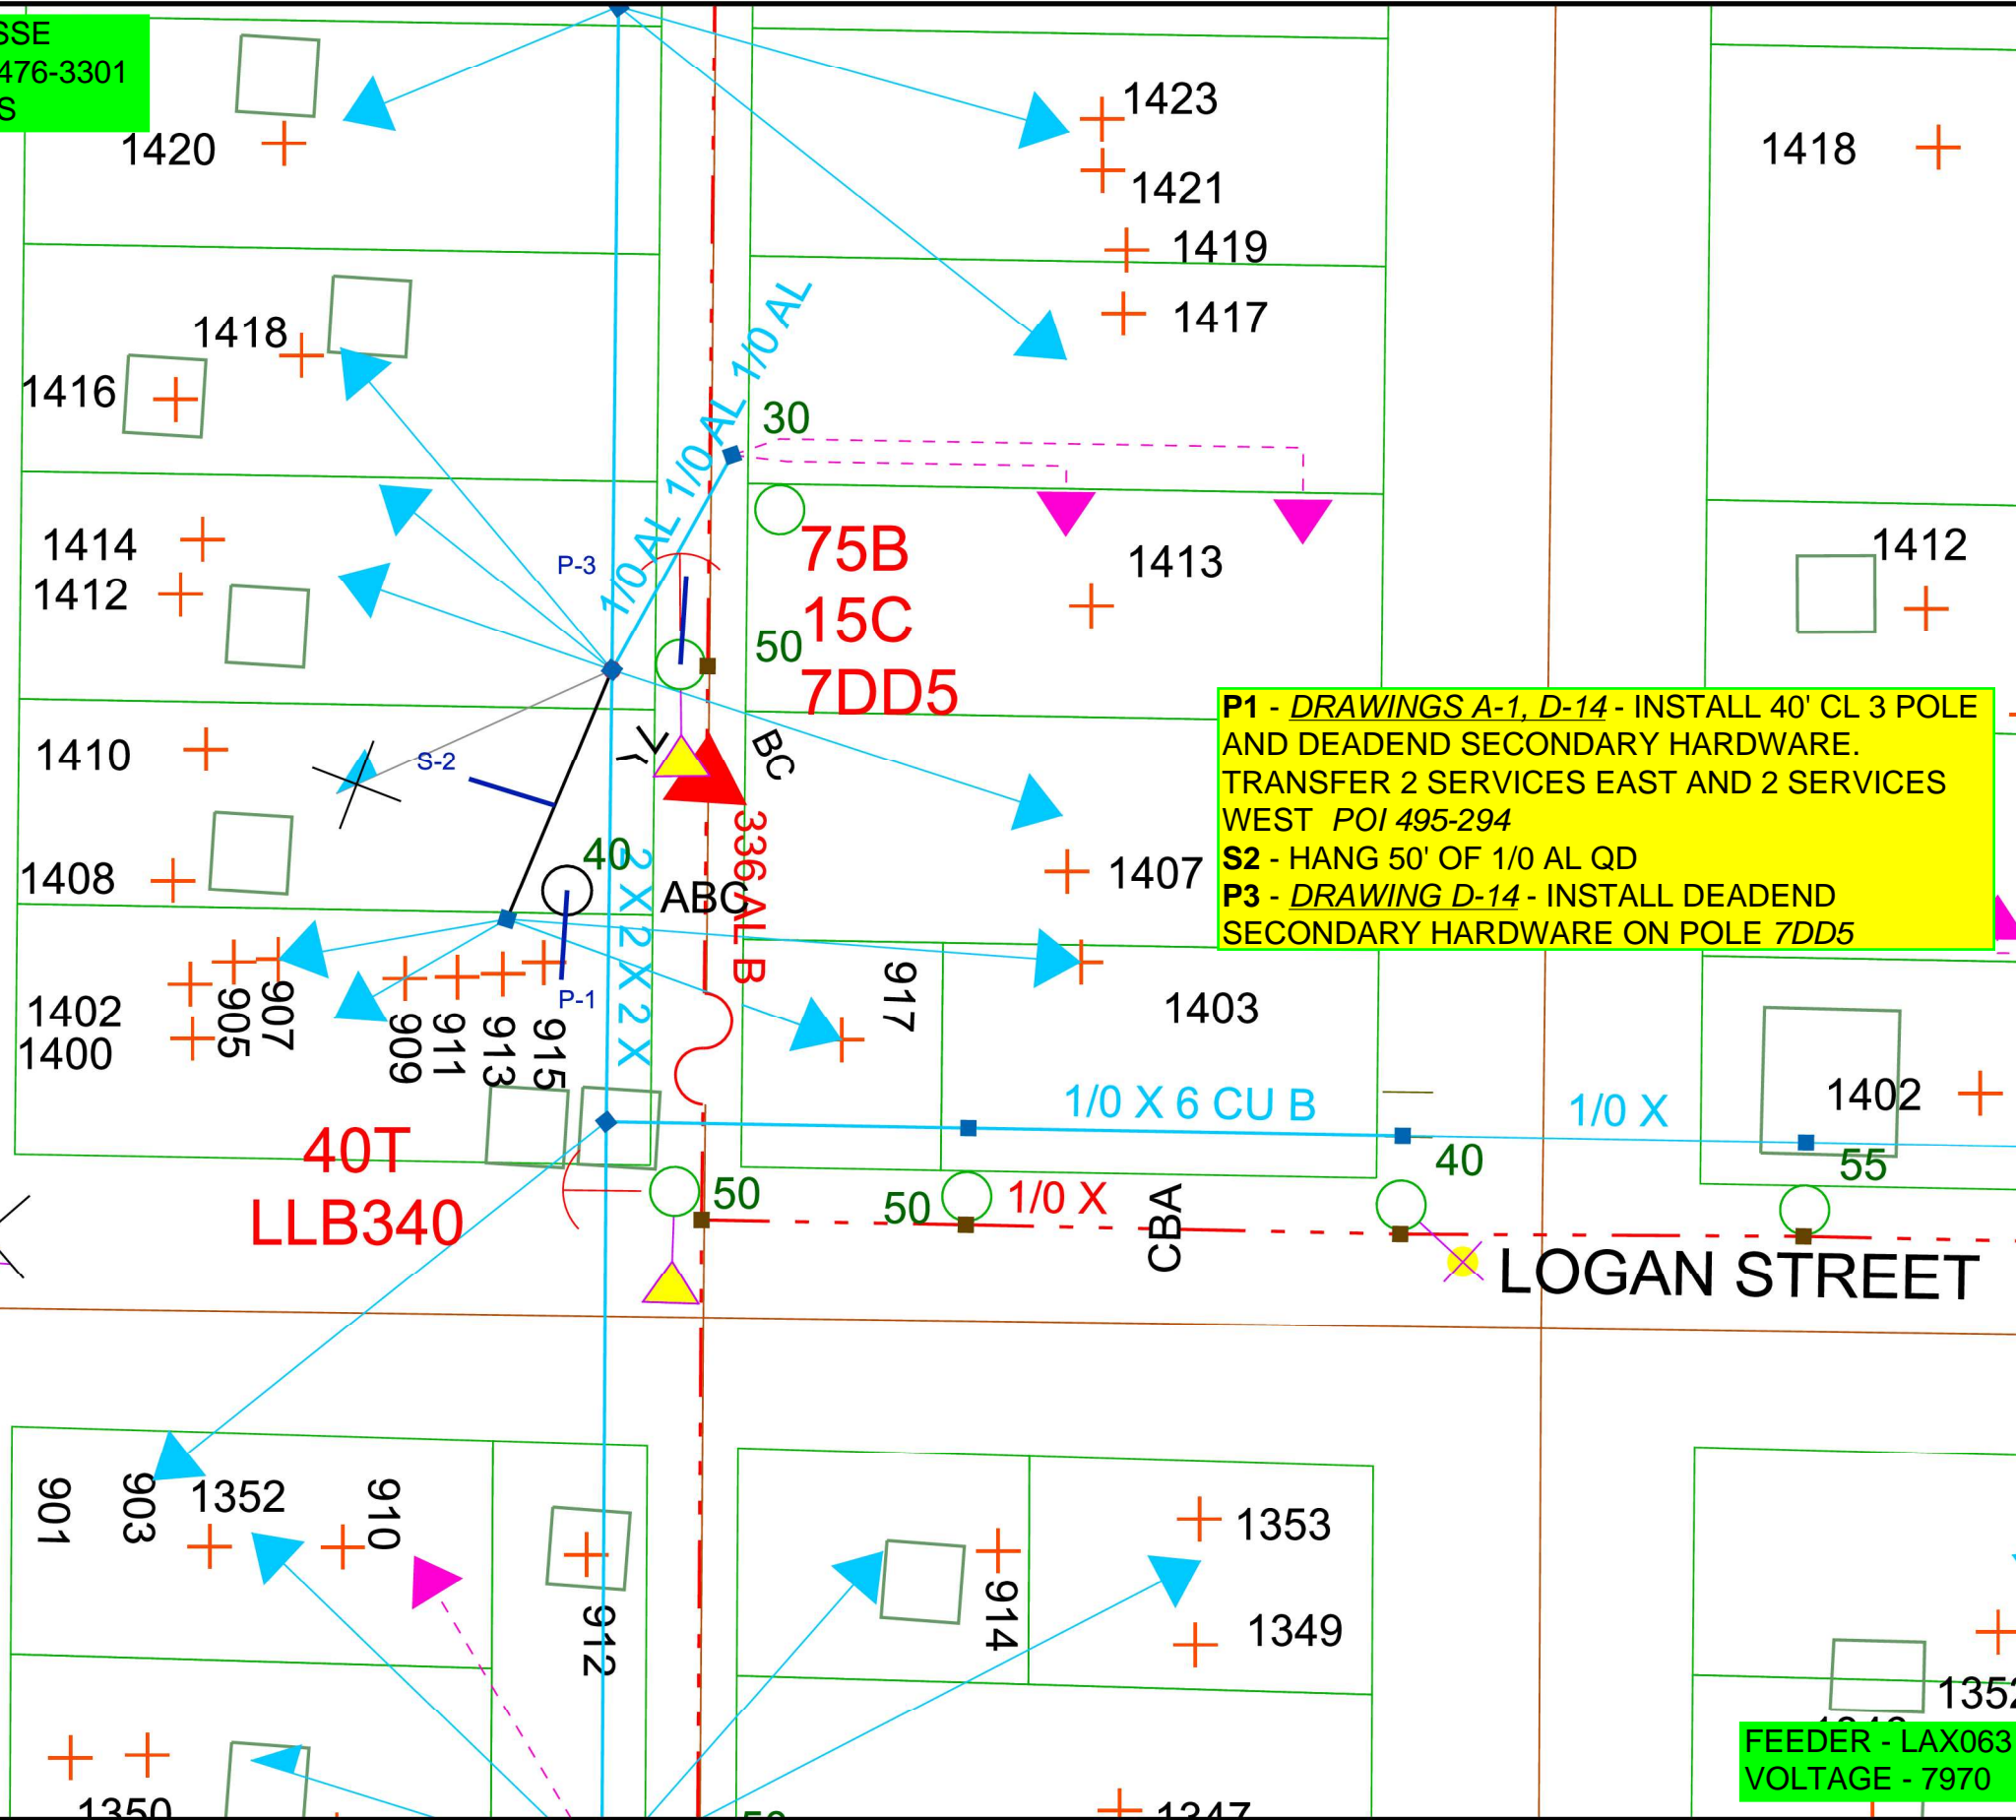 SSE
476-3301
S
1420
1423
1421
1419
1417
1418
1418
1416
1/0 AL 1/0 AL 1/0 AL 1/0 AL
30
1414
1412
P-3
75B
15C
7DD5
50
1413
1412
1410
S-2
BC
P1 - DRAWINGS A-1, D-14 - INSTALL 40' CL 3 POLE
AND DEADEND SECONDARY HARDWARE.
TRANSFER 2 SERVICES EAST AND 2 SERVICES
WEST POI 495-294
S2 - HANG 50' OF 1/0 AL QD
P3 - DRAWING D-14 - INSTALL DEADEND
SECONDARY HARDWARE ON POLE 7DD5
1408
40
2 X 2 X 2 X
ABC
336 AL B
1407
1402
1400
905
907
909
911
913
915
P-1
917
1403
1/0 X 6 CU B
1/0 X
1402
40T
LLB340
50
50
1/0 X
CBA
40
55
LOGAN STREET
901
903
1352
910
912
914
1353
1349
1352
FEEDER - LAX063
VOLTAGE - 7970
1350
50
1347